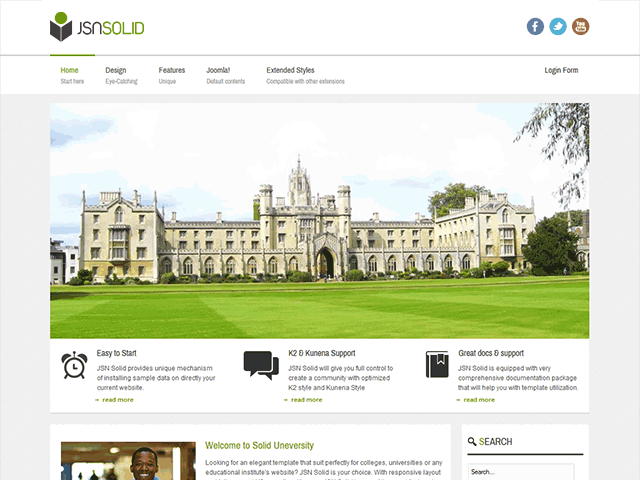 JSNSOLID
You Tube
Home
Design
Features
Joomla!
Extended Styles
Login Form
Start here
Eye-Catching
Unique
Default contents
Compatible with other extensions
Easy to Start
JSN Solid provides unique mechanism
of installing sample data on directly your
current website.
read more
K2 & Kunena Support
JSN Solid will give you full control to
create a community with optimized
K2 style and Kunena Style
read more
Great docs & support
JSN Solid is equipped with very
comprehensive documentation package
that will help you with template utilization.
read more
Welcome to Solid Uneversity
Looking for an elegant template that suit perfectly for colleges, universities or any
educational institute's website? JSN Solid is your choice. With responsive layout
SEARCH
Search...